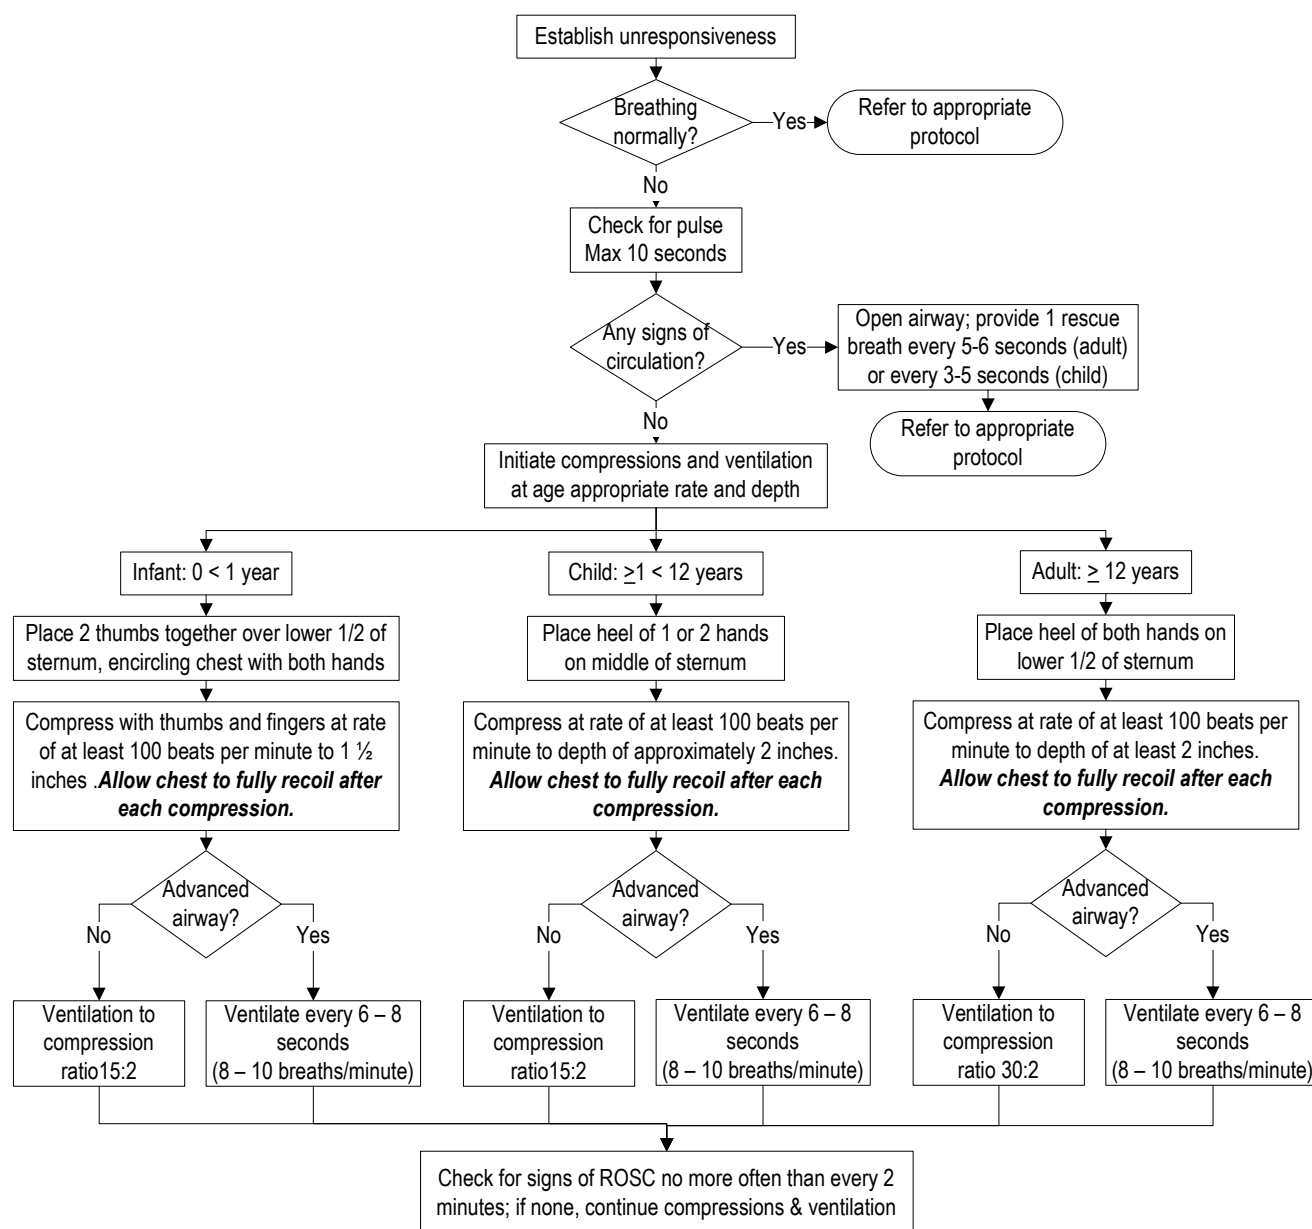 Establish unresponsiveness
Breathing
normally?
Yes
Refer to appropriate
protocol
No
Check for pulse
Max 10 seconds
Any signs of
circulation?
Yes
Open airway; provide 1 rescue
breath every 5-6 seconds (adult)
or every 3-5 seconds (child)
Refer to appropriate
protocol
No
Initiate compressions and ventilation
at age appropriate rate and depth
Infant: 0 < 1 year
Place 2 thumbs together over lower 1/2 of
sternum, encircling chest with both hands
Compress with thumbs and fingers at rate
of at least 100 beats per minute to 1 ½
inches .Allow chest to fully recoil after
each compression.
Advanced
airway?
No
Yes
Ventilation to
compression
ratio15:2
Ventilate every 6 – 8
seconds
(8 – 10 breaths/minute)
Child: ≥1 < 12 years
Place heel of 1 or 2 hands
on middle of sternum
Compress at rate of at least 100 beats per
minute to depth of approximately 2 inches.
Allow chest to fully recoil after each
compression.
Advanced
airway?
No
Yes
Ventilation to
compression
ratio15:2
Ventilate every 6 – 8
seconds
(8 – 10 breaths/minute)
Adult: ≥ 12 years
Place heel of both hands on
lower 1/2 of sternum
Compress at rate of at least 100 beats per
minute to depth of at least 2 inches.
Allow chest to fully recoil after each
compression.
Advanced
airway?
No
Yes
Ventilation to
compression
ratio 30:2
Ventilate every 6 – 8
seconds
(8 – 10 breaths/minute)
Check for signs of ROSC no more often than every 2
minutes; if none, continue compressions & ventilation